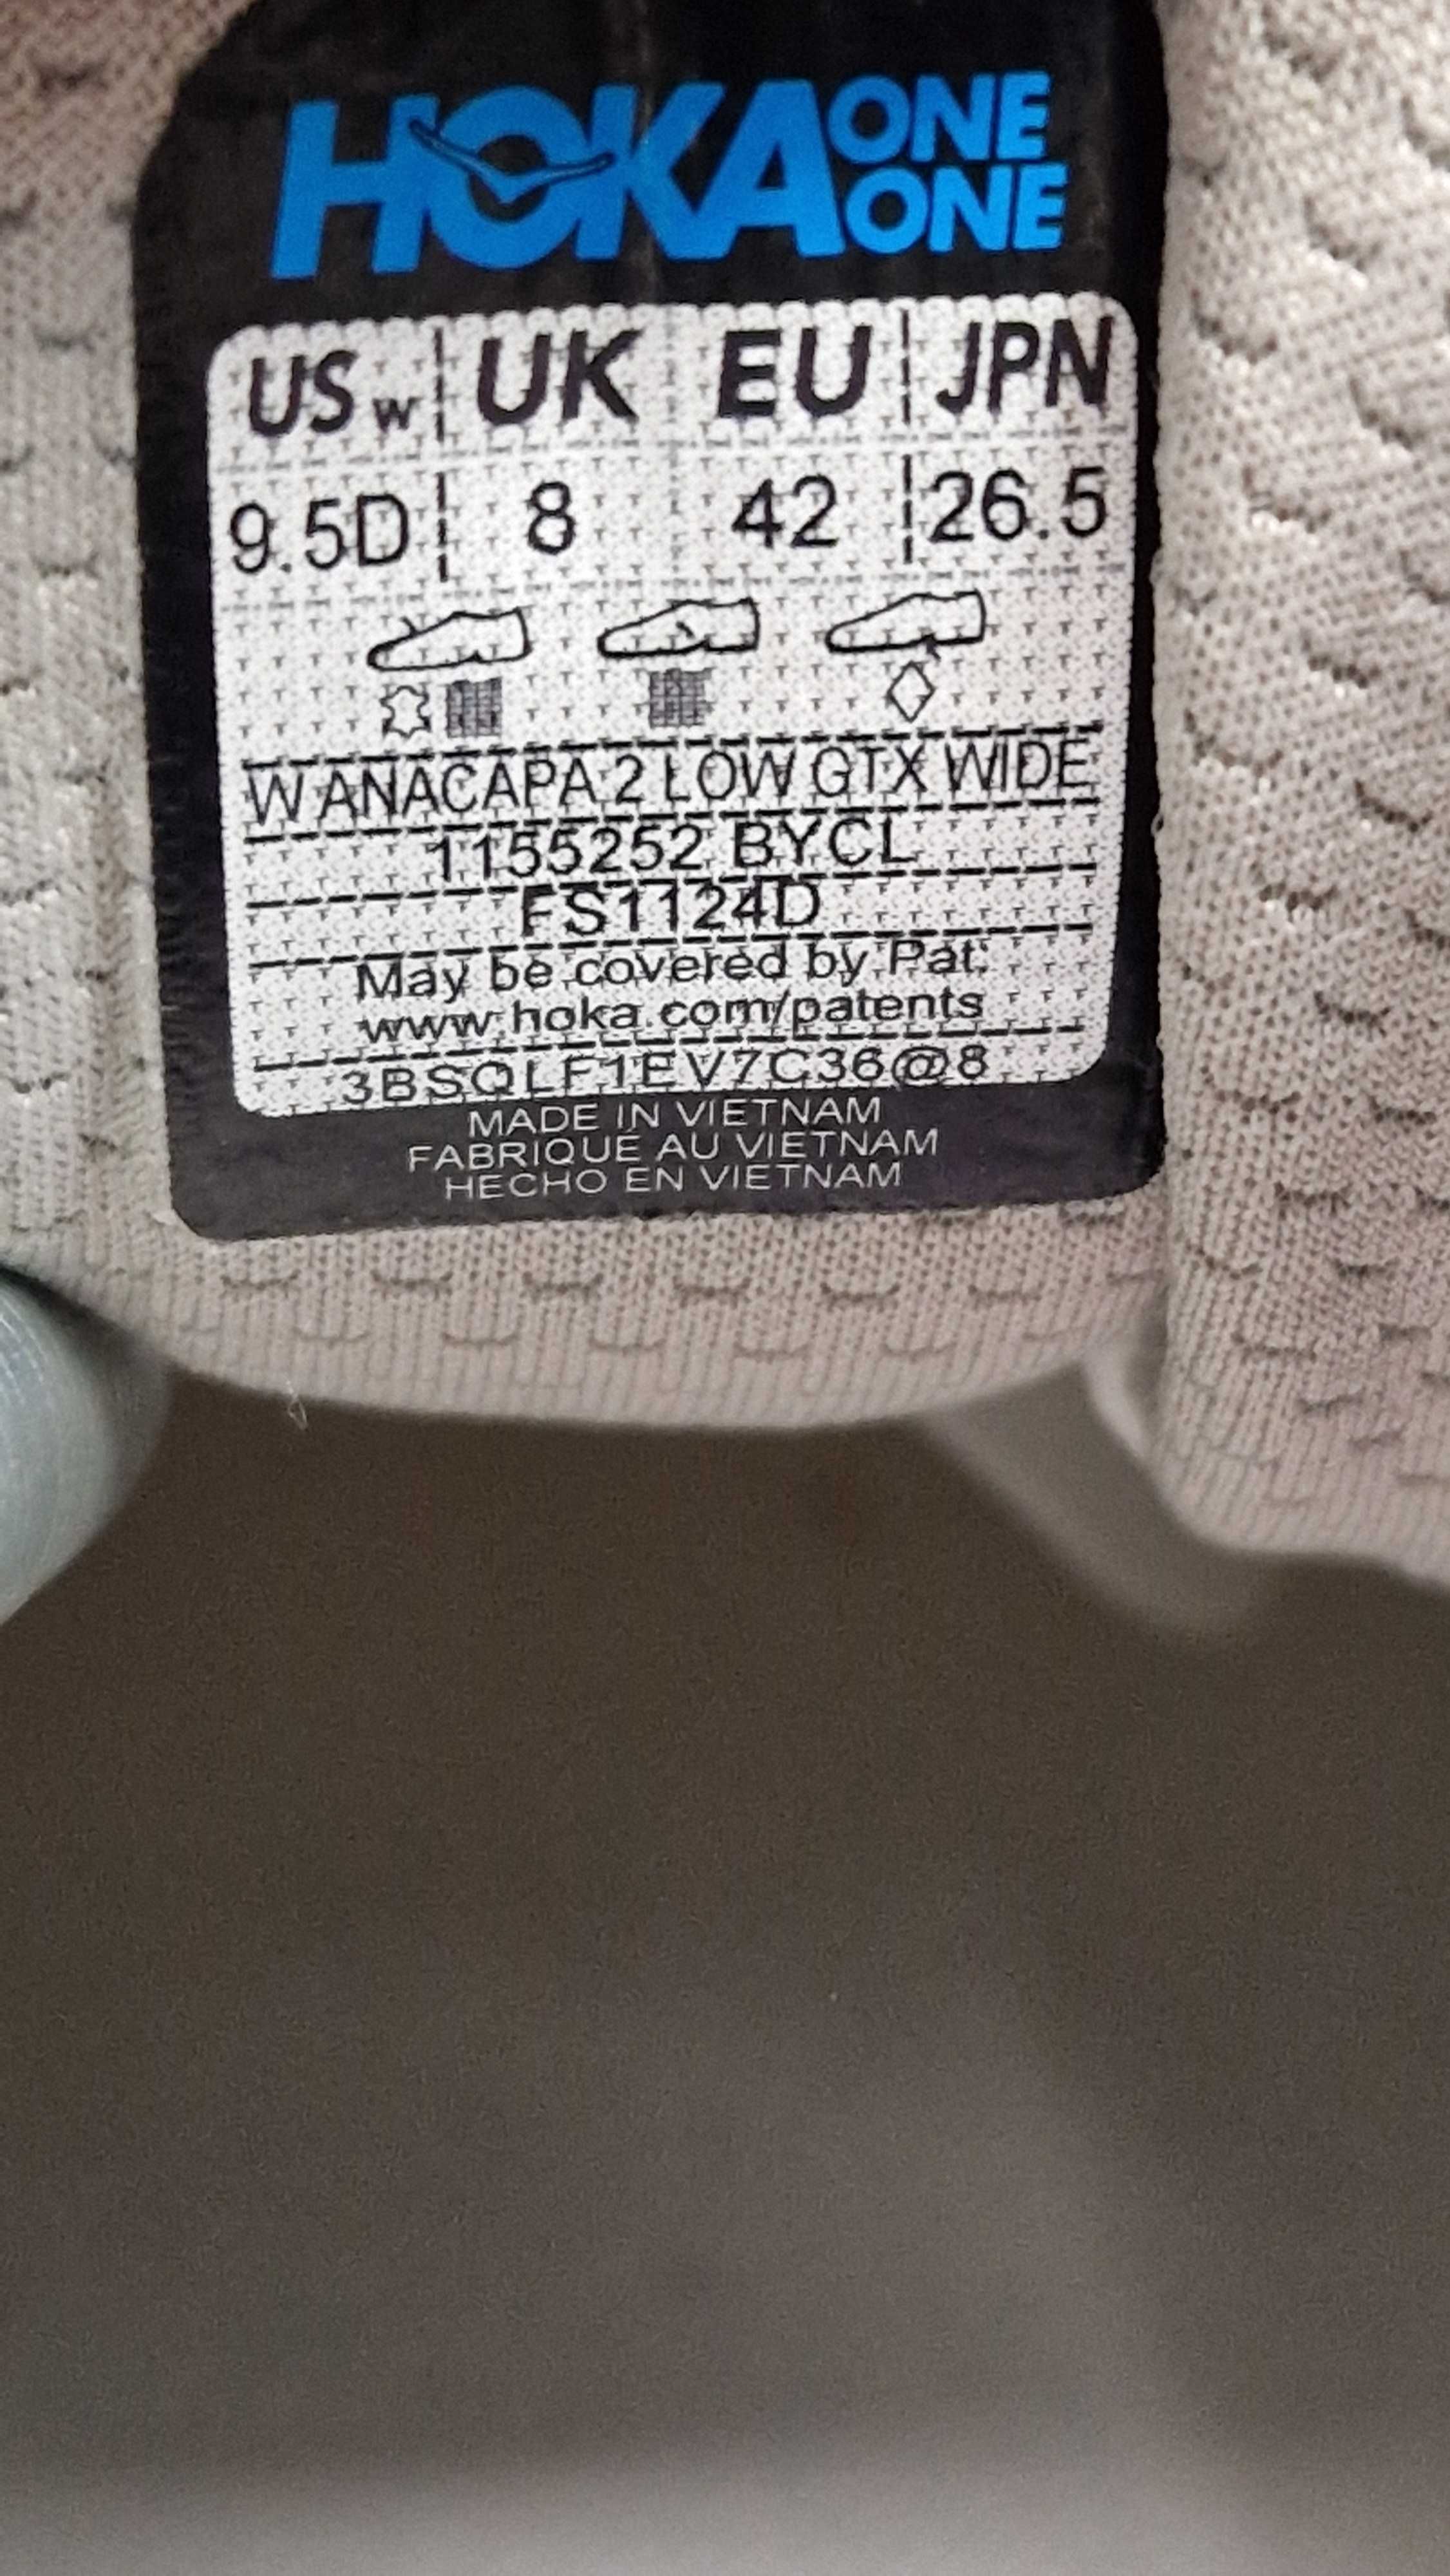 HOKA ONE ONE
US w UK EU JPN
9.5D 8 42 26.5
W ANACAPA 2 LOW GTX WIDE
1155252 BYCL
FS1124D
May be covered by Pat:
www.hoka.com/patents
3BSQLF1EV7C36@8
MADE IN VIETNAM
FABRIQUE AU VIETNAM
HECHO EN VIETNAM